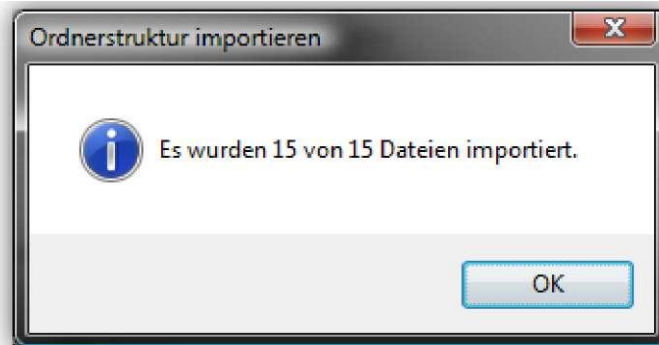 Ordnerstruktur importieren
Es wurden 15 von 15 Dateien importiert.
OK